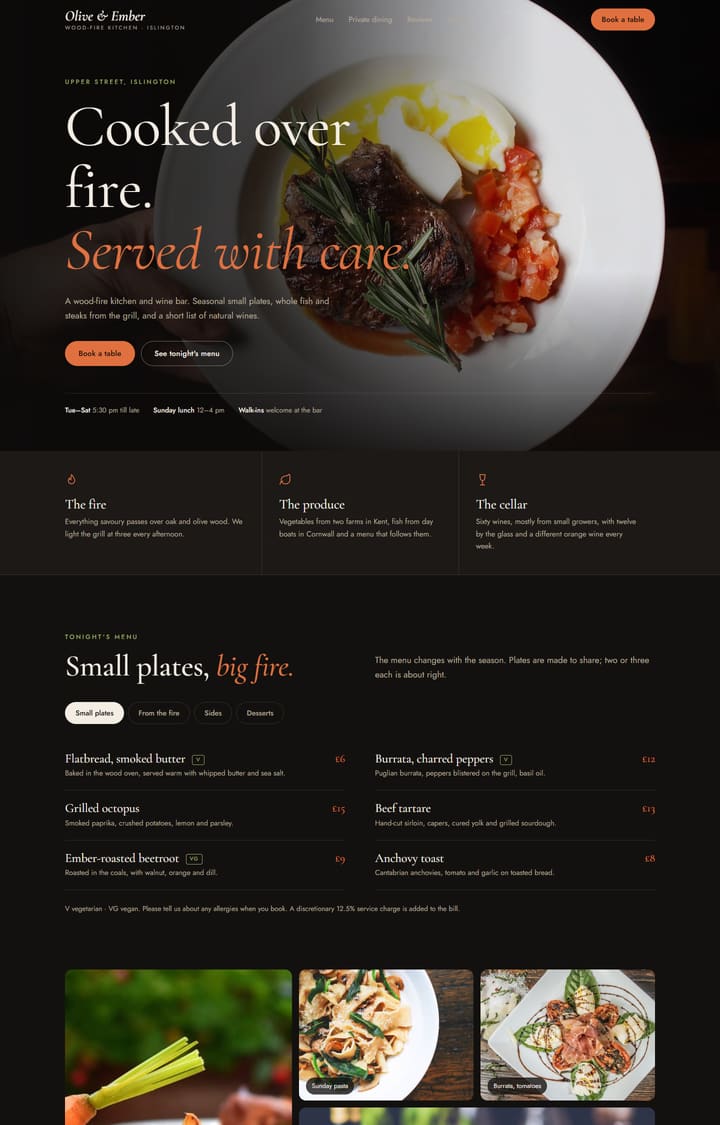 Olive & Ember
WOOD-FIRE KITCHEN · ISLINGTON
Menu
Private dining
Reviews
Book a table
UPPER STREET, ISLINGTON
Cooked over
fire.
Served with care.
A wood-fire kitchen and wine bar. Seasonal small plates, whole fish and
steaks from the grill, and a short list of natural wines.
Book a table
See tonight's menu
Tue–Sat 5:30 pm till late
Sunday lunch 12–4 pm
Walk-ins welcome at the bar
The fire
Everything savoury passes over oak and olive wood. We
light the grill at three every afternoon.
The produce
Vegetables from two farms in Kent, fish from day
boats in Cornwall and a menu that follows them.
The cellar
Sixty wines, mostly from small growers, with twelve
by the glass and a different orange wine every
week.
TONIGHT'S MENU
Small plates, big fire.
The menu changes with the season. Plates are made to share; two or three
each is about right.
Small plates
From the fire
Sides
Desserts
Flatbread, smoked butter V £6
Baked in the wood oven, served warm with whipped butter and sea salt.
Burrata, charred peppers V £12
Puglian burrata, peppers blistered on the grill, basil oil.
Grilled octopus £15
Smoked paprika, crushed potatoes, lemon and parsley.
Beef tartare £13
Hand-cut sirloin, capers, cured yolk and grilled sourdough.
Ember-roasted beetroot VG £9
Roasted in the coals, with walnut, orange and dill.
Anchovy toast £8
Cantabrian anchovies, tomato and garlic on toasted bread.
V vegetarian · VG vegan. Please tell us about any allergies when you book. A discretionary 12.5% service charge is added to the bill.
Sunday pasta
Burrata, tomatoes